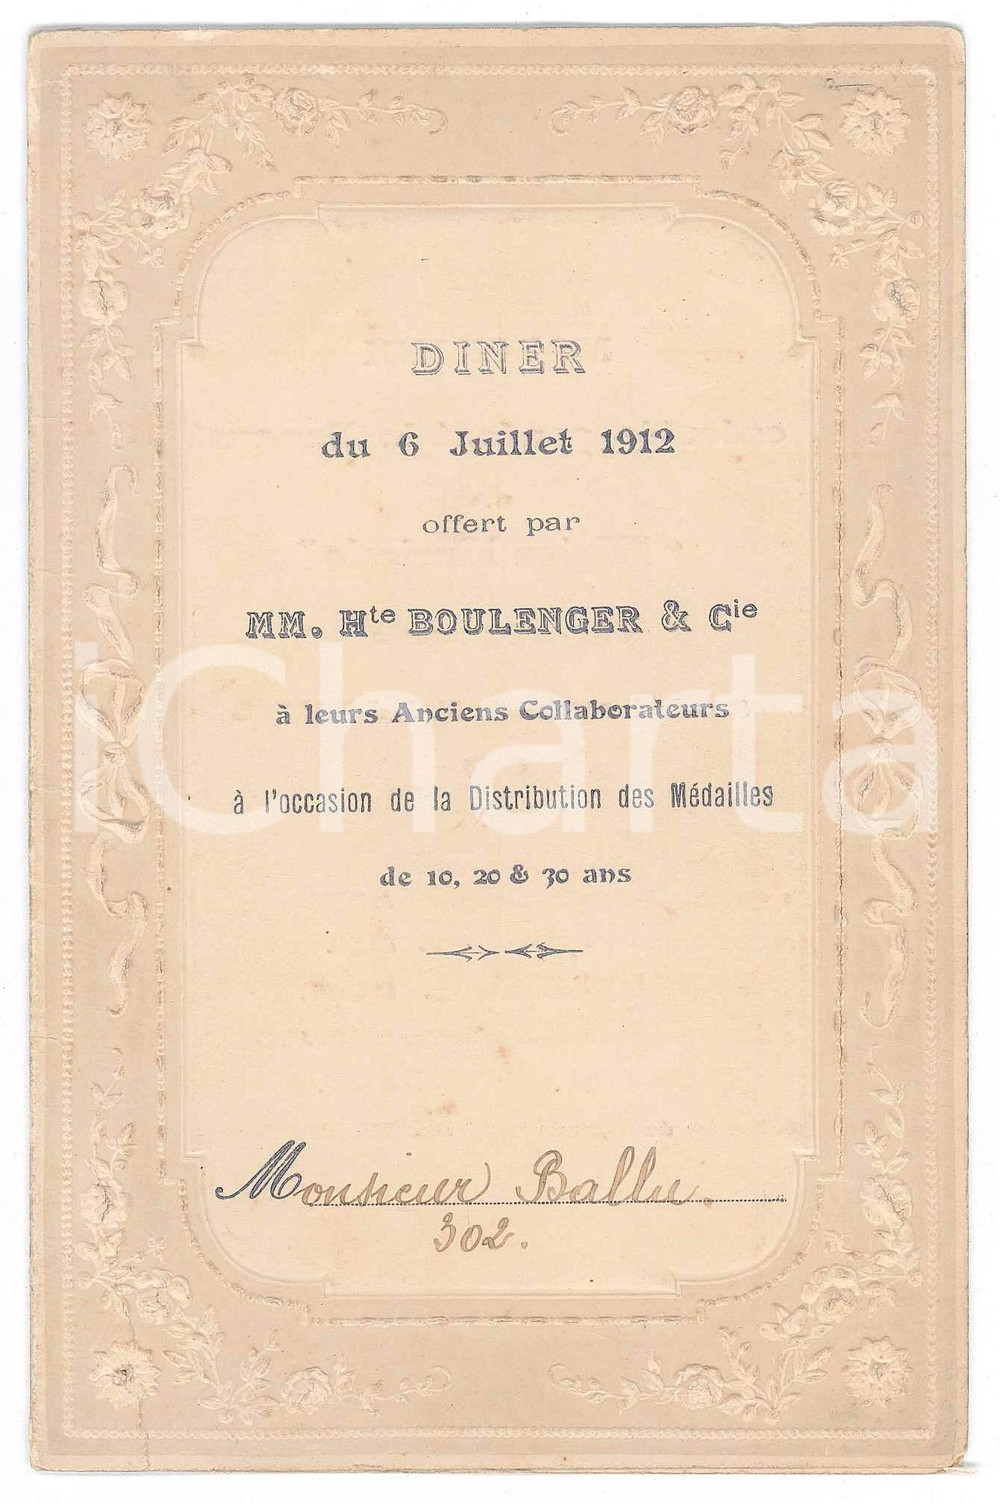 DINER
du 6 Juillet 1912
offert par
MM. Hte BOULENGER & Cie
à leurs Anciens Collaborateurs
à l'occasion de la Distribution des Médailles
de 10, 20 & 30 ans
Monsieur Ballu.
302.
iCharta